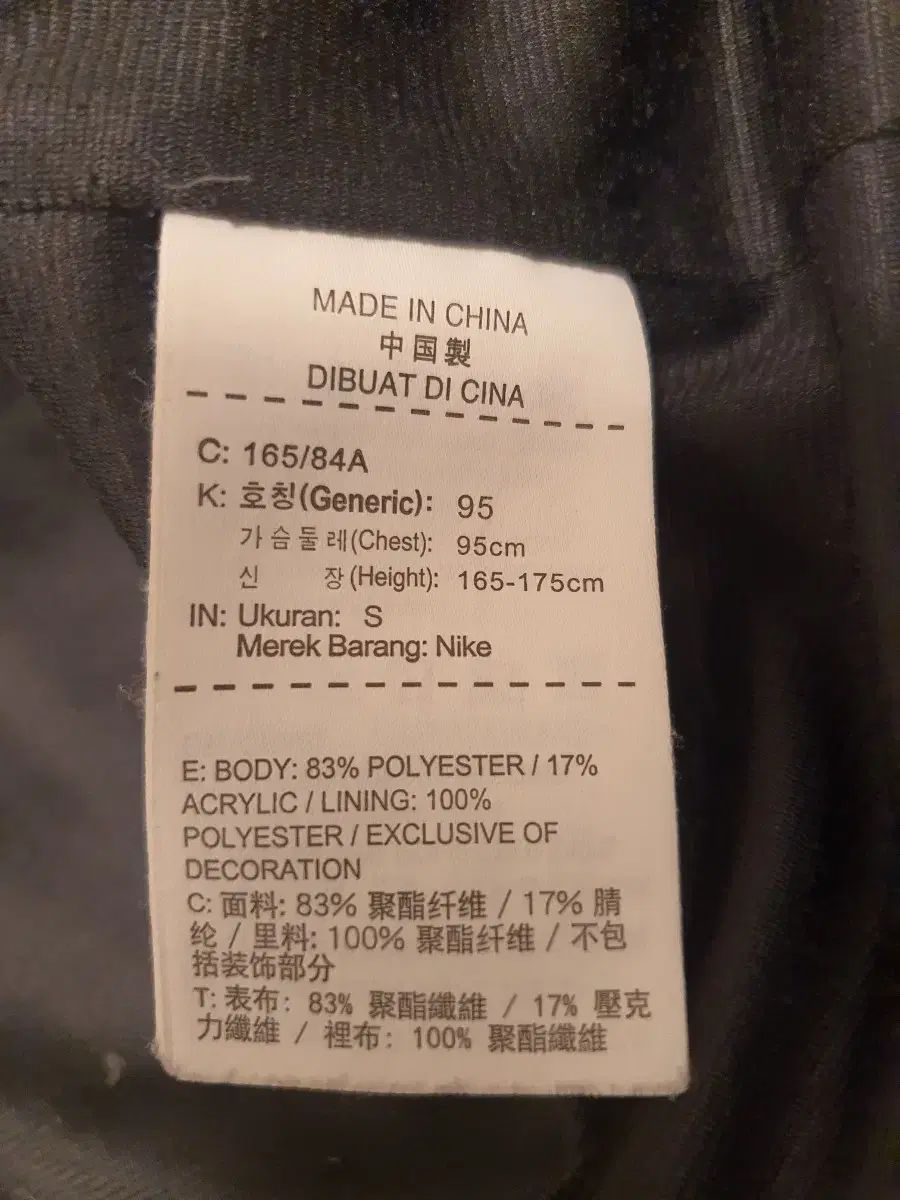 MADE IN CHINA
中国製
DIBUAT DI CINA
C: 165/84A
K: 호칭(Generic): 95
가슴둘레(Chest): 95cm
신 장(Height): 165-175cm
IN: Ukuran: S
Merek Barang: Nike
E: BODY: 83% POLYESTER / 17%
ACRYLIC / LINING: 100%
POLYESTER / EXCLUSIVE OF
DECORATION
C: 面料: 83% 聚酯纤维 / 17% 腈
纶 / 里料: 100% 聚酯纤维 / 不包
括装饰部分
T: 表布: 83% 聚酯纖維 / 17% 壓克
力纖維 / 裡布: 100% 聚酯纖維